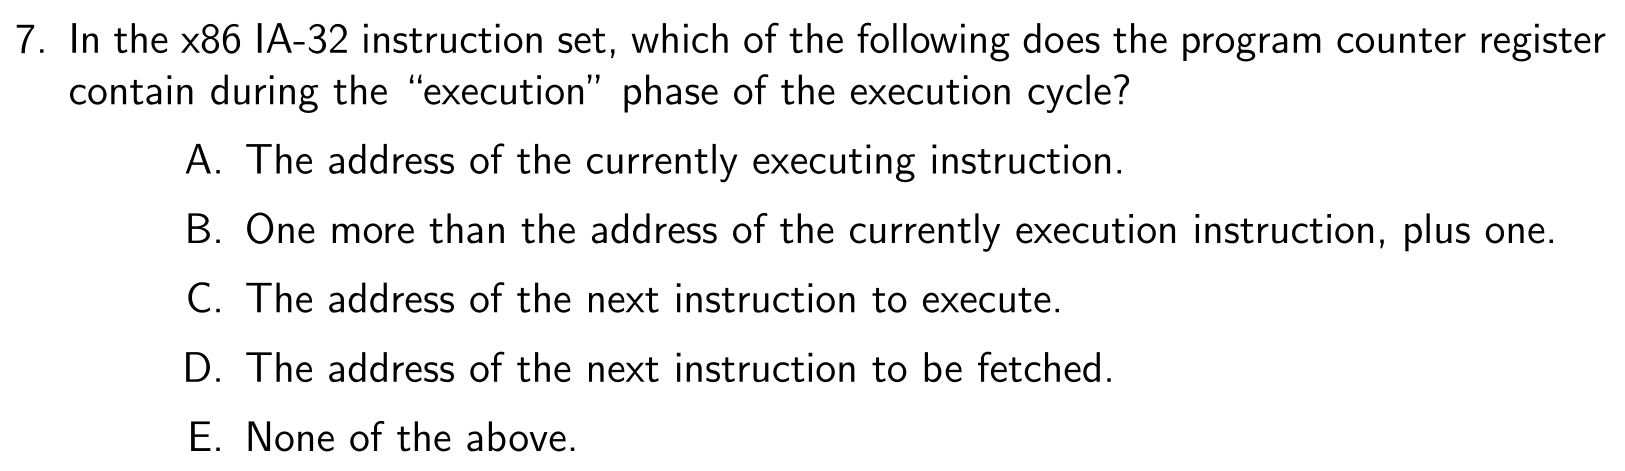 7. In the x86 IA-32 instruction set, which of the following does the program counter register
contain during the “execution” phase of the execution cycle?
A. The address of the currently executing instruction.
B. One more than the address of the currently execution instruction, plus one.
C. The address of the next instruction to execute.
D. The address of the next instruction to be fetched.
E. None of the above.